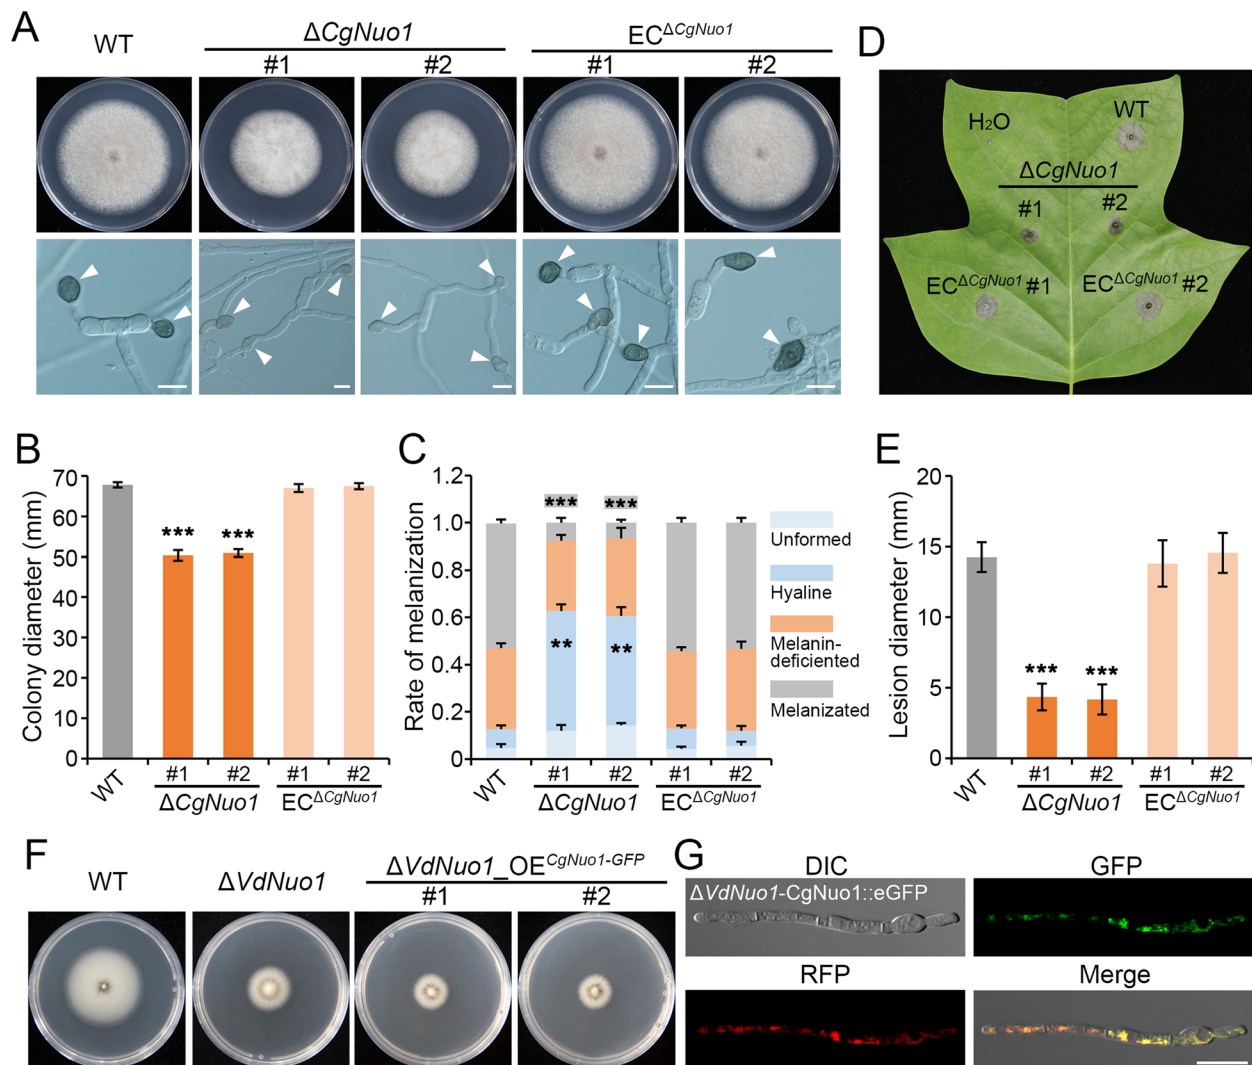 A
WT
ΔCgNuo1
#1
#2
EC^ΔCgNuo1
#1
#2
D
H₂O
WT
ΔCgNuo1
#1
#2
EC^ΔCgNuo1 #1
EC^ΔCgNuo1 #2
B
Colony diameter (mm)
70
60
50
40
30
20
10
0
***
***
WT
#1
#2
#1
#2
ΔCgNuo1
EC^ΔCgNuo1
C
Rate of melanization
1.2
1.0
0.8
0.6
0.4
0.2
0
***
***
**
**
WT
#1
#2
#1
#2
ΔCgNuo1
EC^ΔCgNuo1
Unformed
Hyaline
Melanin-
deficiented
Melanizated
E
Lesion diameter (mm)
20
15
10
5
0
***
***
WT
#1
#2
#1
#2
ΔCgNuo1
EC^ΔCgNuo1
F
WT
ΔVdNuo1
ΔVdNuo1_OE^CgNuo1-GFP
#1
#2
G
DIC
GFP
ΔVdNuo1-CgNuo1::eGFP
RFP
Merge